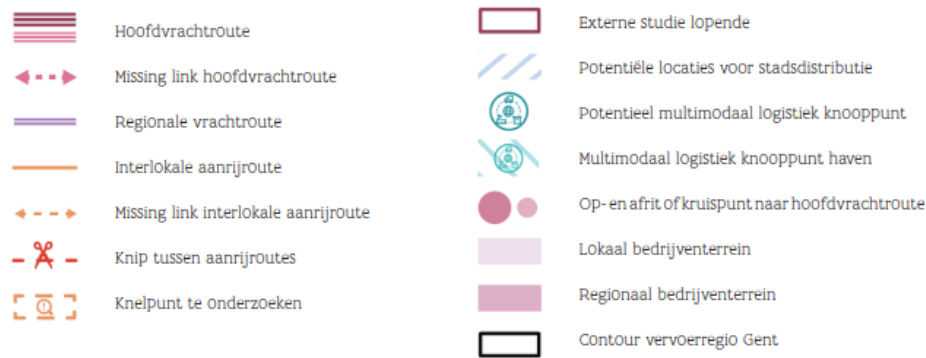 Hoofdvrachtroute
Missing link hoofdvrachtroute
Regionale vrachtroute
Interlokale aanrijroute
Missing link interlokale aanrijroute
Knip tussen aanrijroutes
Knelpunt te onderzoeken
Externe studie lopende
Potentiële locaties voor stadsdistributie
Potentieel multimodaal logistiek knooppunt
Multimodaal logistiek knooppunt haven
Op- en afrit of kruispunt naar hoofdvrachtroute
Lokaal bedrijventerrein
Regionaal bedrijventerrein
Contour vervoerregio Gent